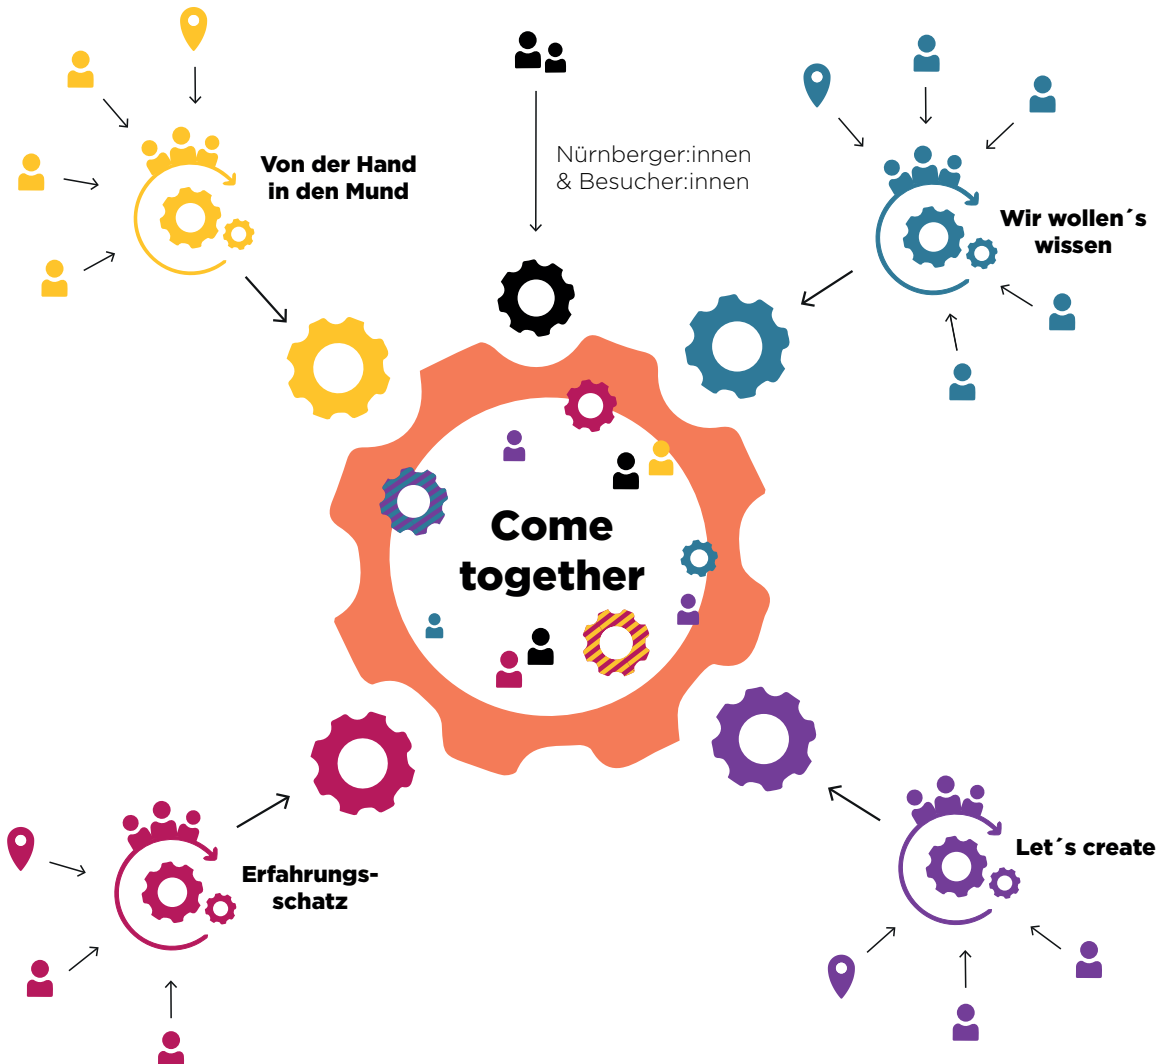 Von der Hand
in den Mund
Nürnberger:innen
& Besucher:innen
Wir wollen´s
wissen
Come
together
Erfahrungs-
schatz
Let´s create